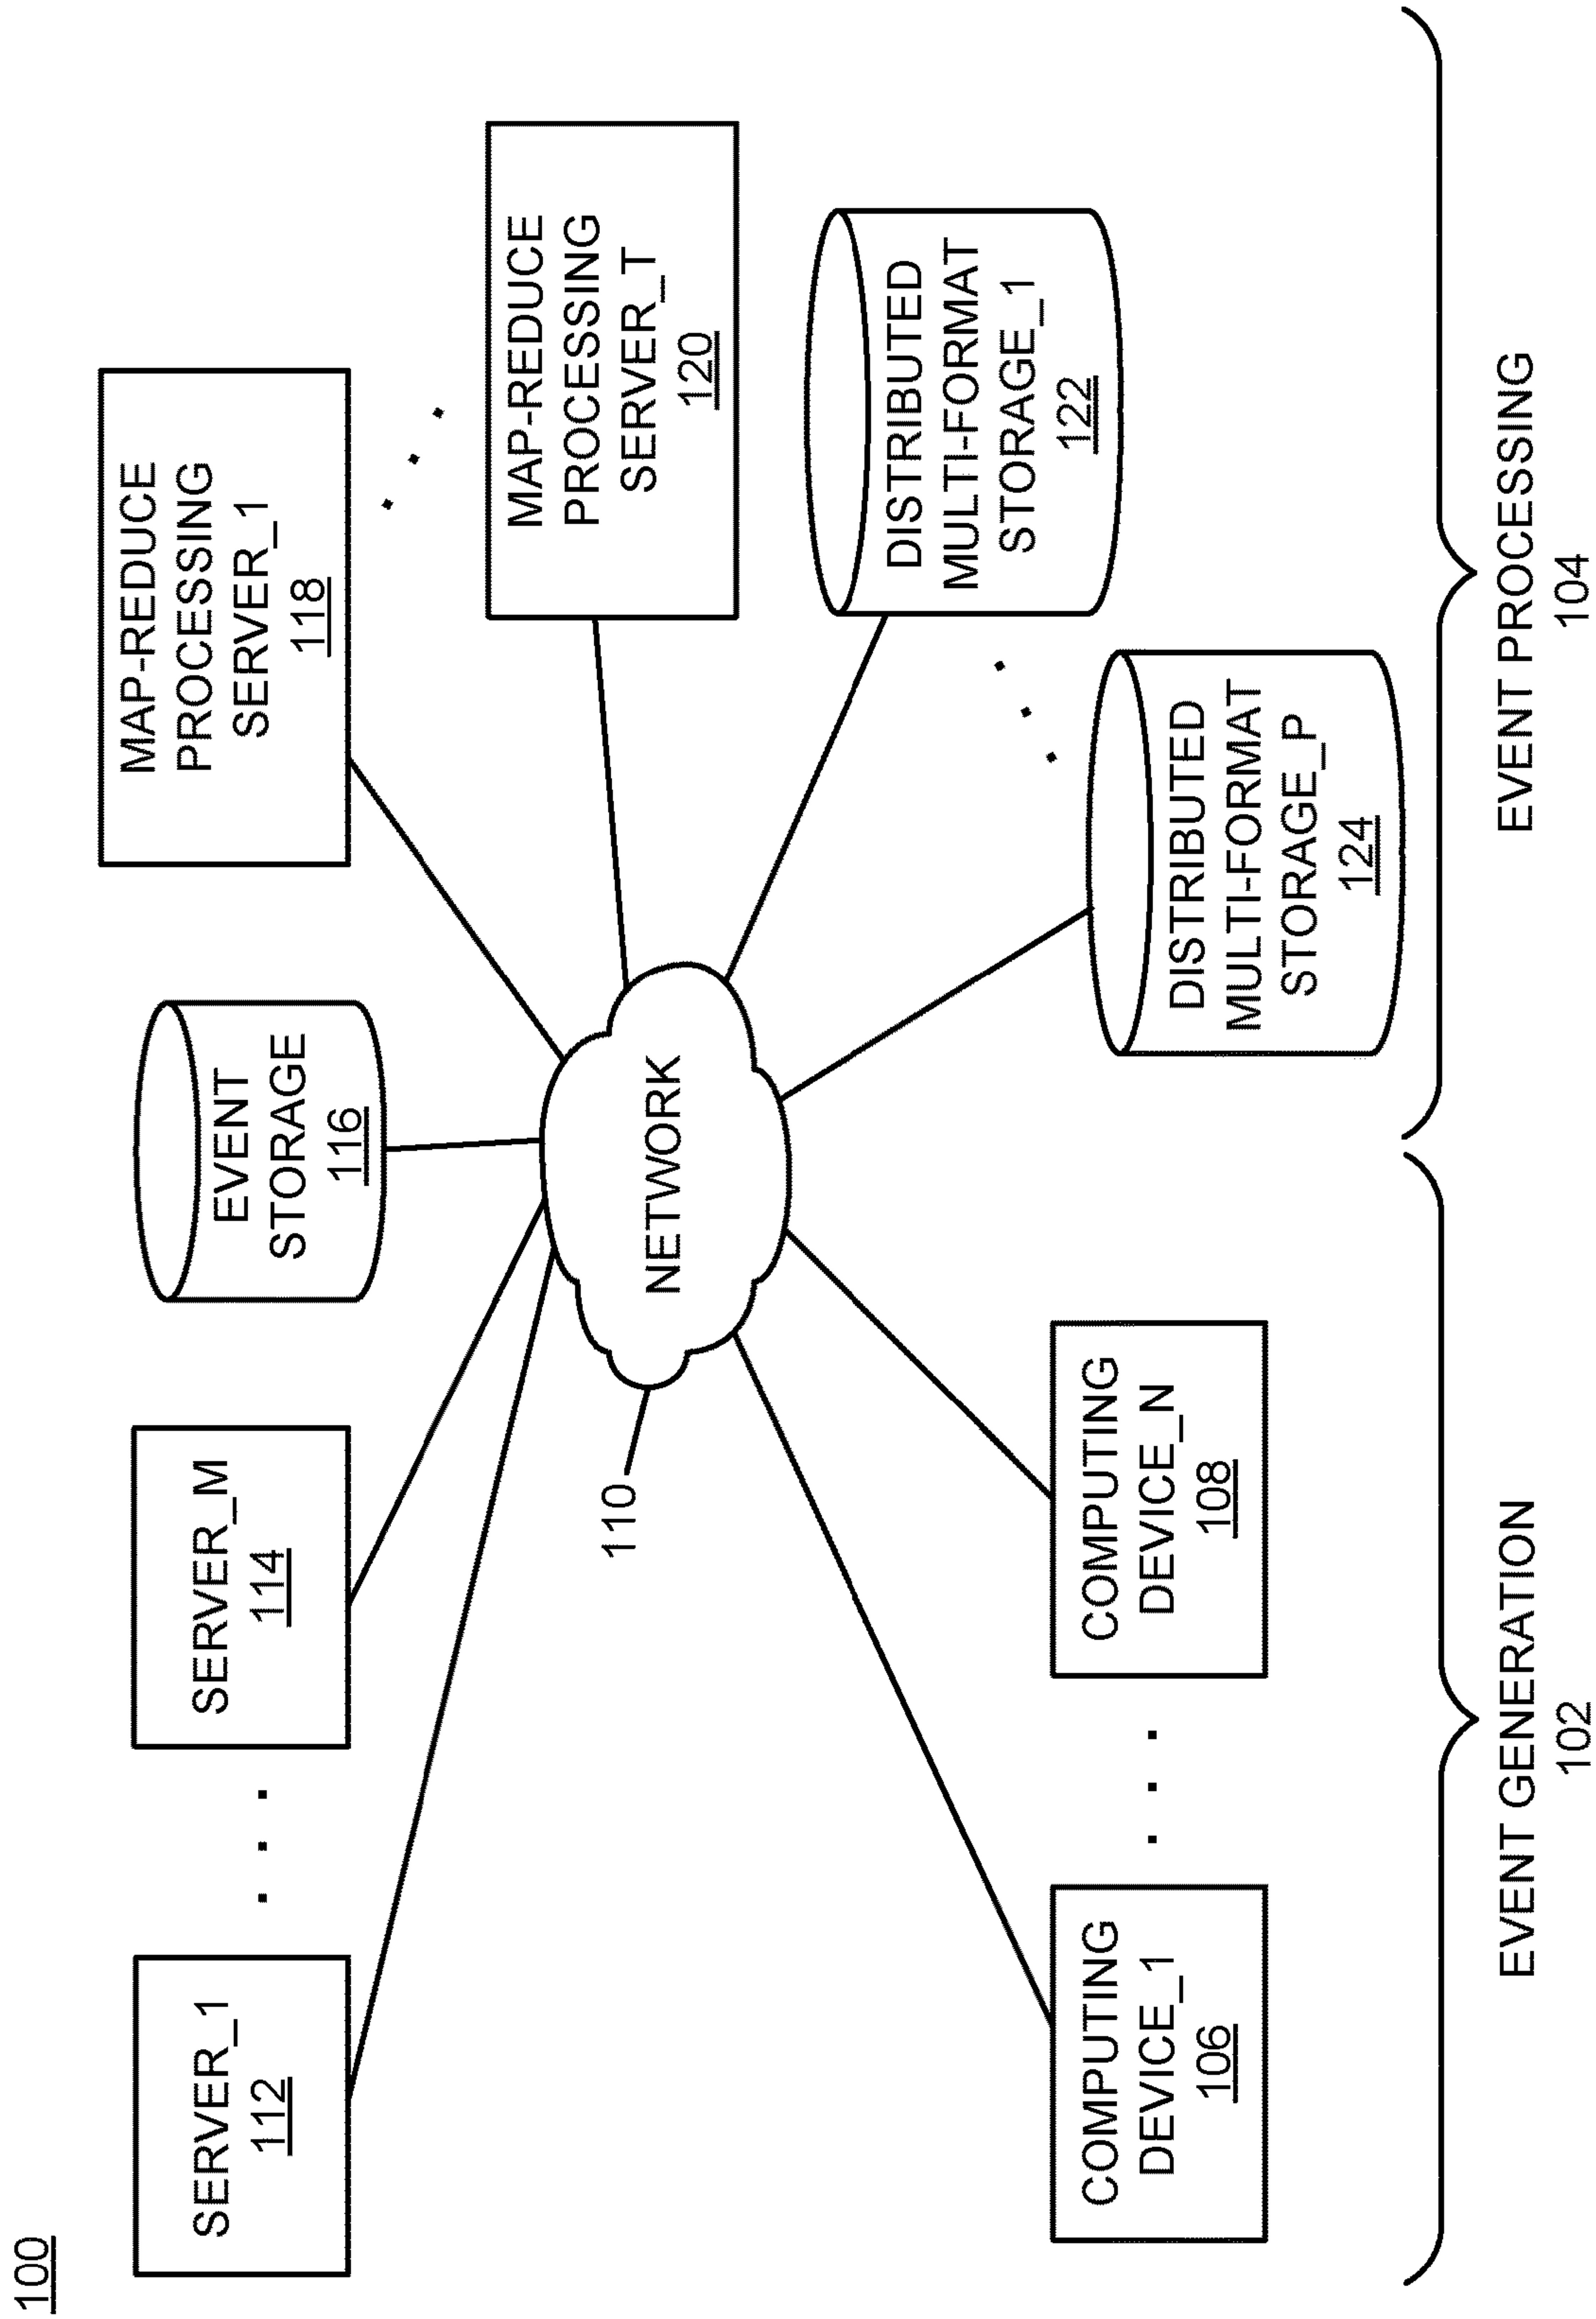 100
SERVER_1
112
SERVER_M
114
EVENT
STORAGE
116
MAP-REDUCE
PROCESSING
SERVER_1
118
MAP-REDUCE
PROCESSING
SERVER_T
120
NETWORK
110
DISTRIBUTED
MULTI-FORMAT
STORAGE_1
122
DISTRIBUTED
MULTI-FORMAT
STORAGE_P
124
COMPUTING
DEVICE_1
106
COMPUTING
DEVICE_N
108
EVENT GENERATION
102
EVENT PROCESSING
104